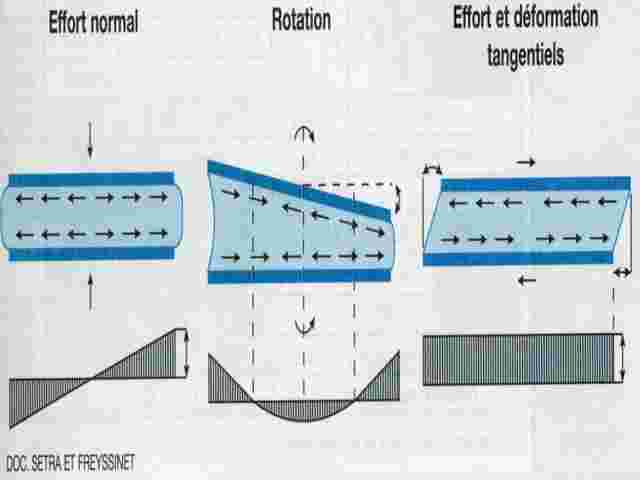 Effort normal
Rotation
Effort et déformation
tangentiels
DOC. SETRA ET FREYSSINET